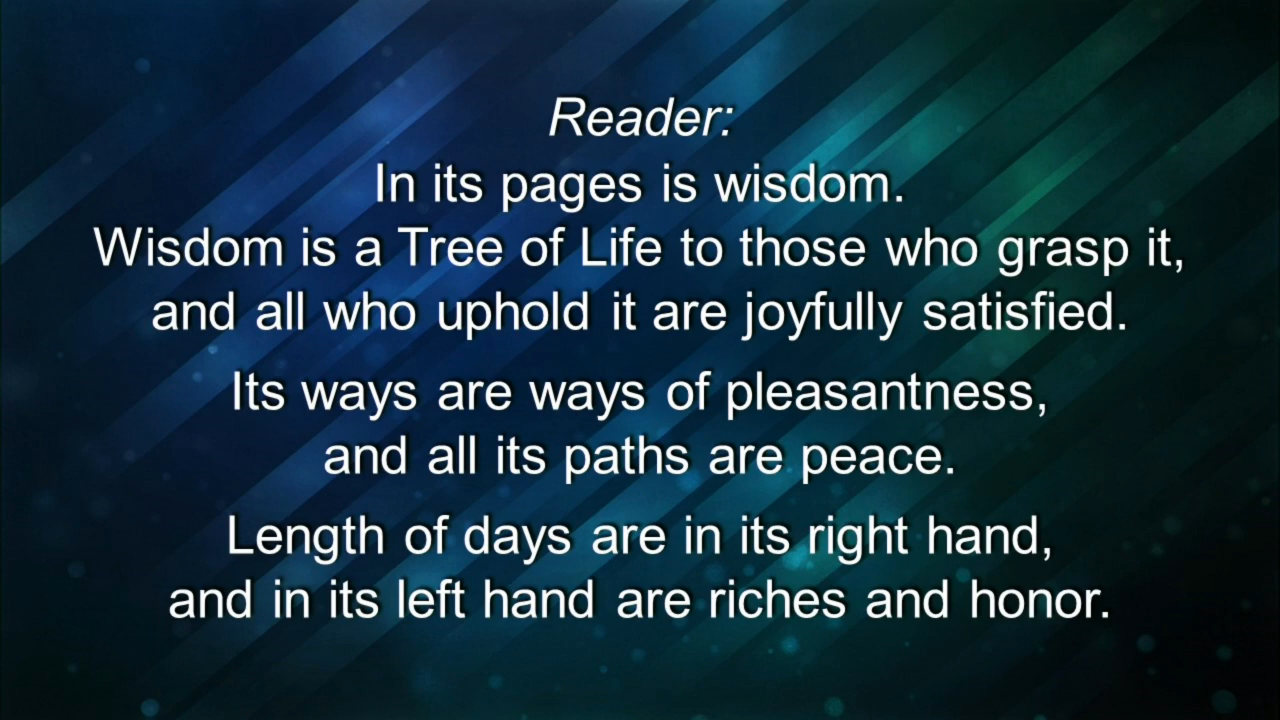 Reader:
In its pages is wisdom.
Wisdom is a Tree of Life to those who grasp it,
and all who uphold it are joyfully satisfied.
Its ways are ways of pleasantness,
and all its paths are peace.
Length of days are in its right hand,
and in its left hand are riches and honor.